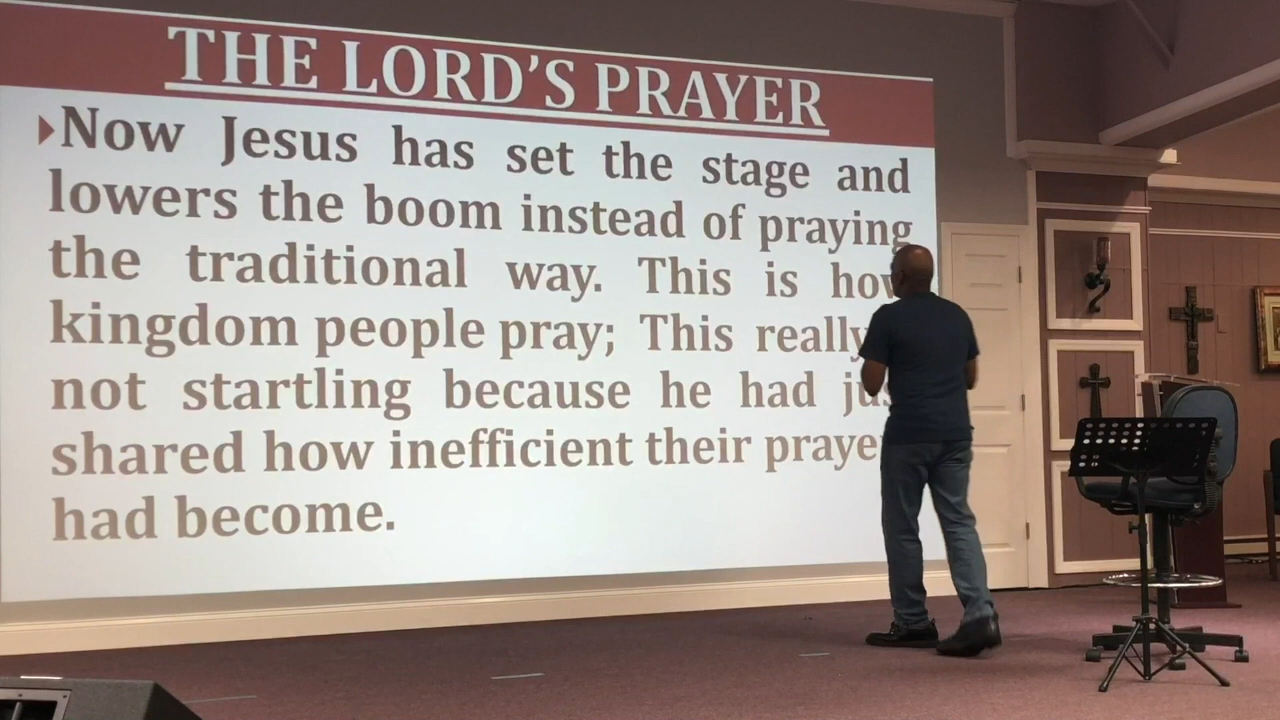 THE LORD'S PRAYER
Now Jesus has set the stage and
lowers the boom instead of praying
the traditional way. This is how
kingdom people pray; This really
not startling because he had
shared how inefficient their
had become.